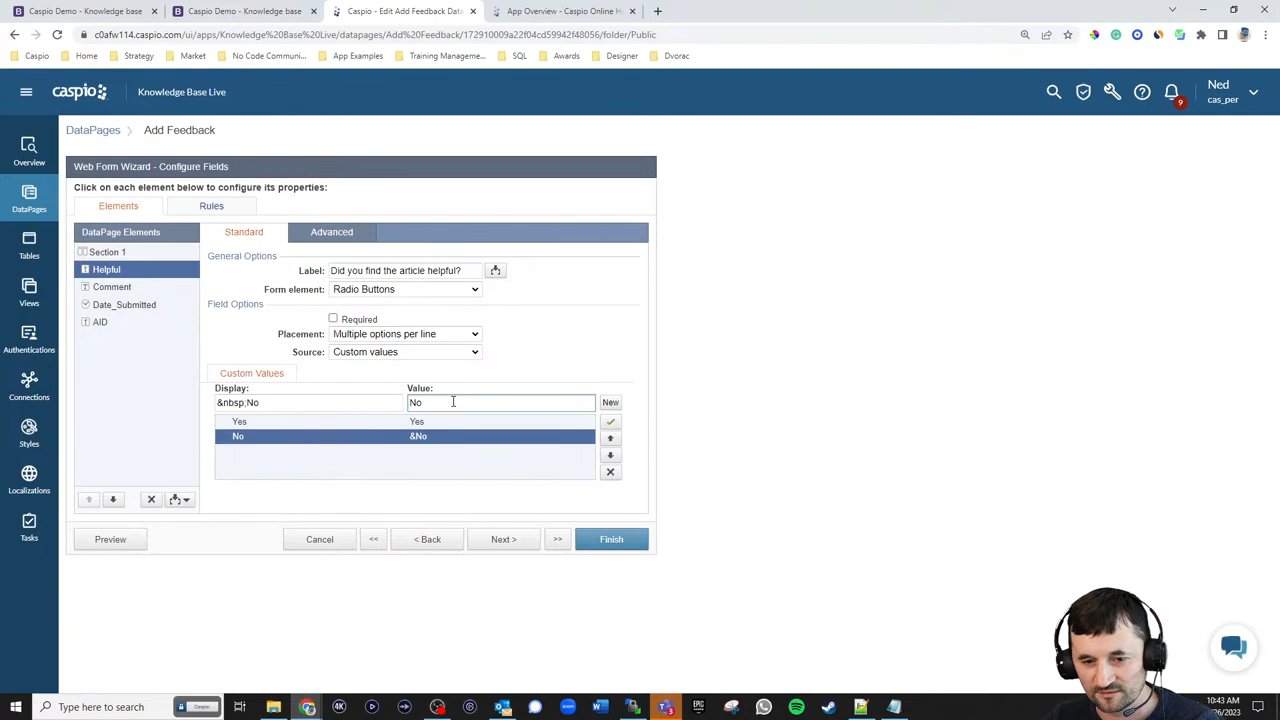 Caspio Demo - Knowledge base
Caspio Demo - Knowledge base
Caspio - Edit Add Feedback Data
App Overview - Caspio Online H
c0afw114.caspio.com/ui/apps/Knowledge%20Base%20Live/datapages/Add%20Feedback/172910009f2a04cd59942f48056/folder/Public
Caspio
Home
Strategy
Market
No Code Communi...
App Examples
Training Manageme...
SQL
Awards
Designer
Dvorac
caspio
Knowledge Base Live
9
Ned
cas_per
Overview
DataPages
Tables
Views
Authentications
Connections
Styles
Localizations
Tasks
DataPages
Add Feedback
Web Form Wizard - Configure Fields
Click on each element below to configure its properties:
Elements
Rules
DataPage Elements
Standard
Advanced
Section 1
Helpful
Comment
Date_Submitted
AID
General Options
Label: Did you find the article helpful?
Form element: Radio Buttons
Field Options
Required
Placement: Multiple options per line
Source: Custom values
Custom Values
Display: Value:
&nbsp;No No New
Yes Yes
No &No
Preview
Cancel
<<
< Back
Next >
>>
Finish
Type here to search
Caspio
10:43 AM
/26/2023